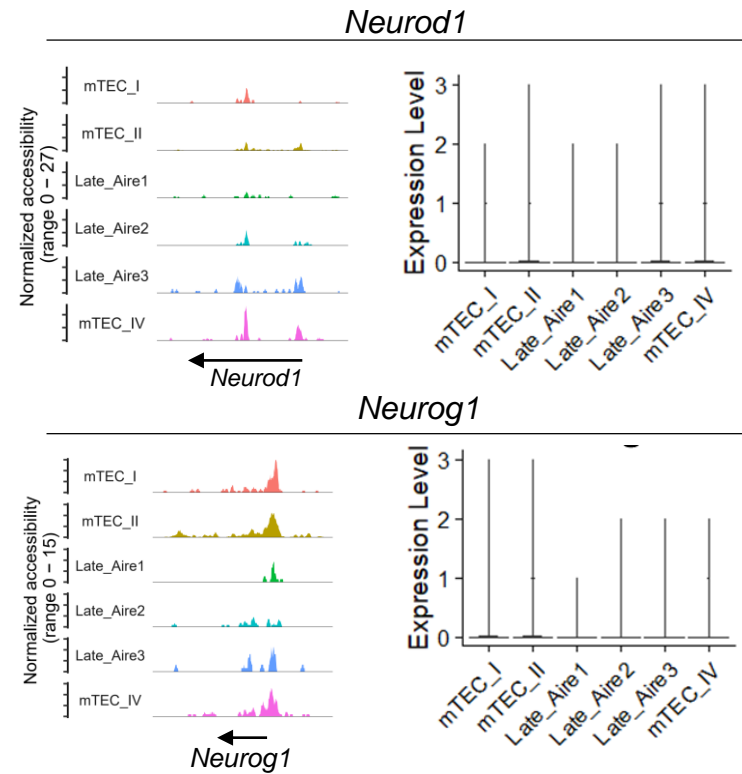 Neurod1
Normalized accessibility
(range 0 – 27)
mTEC_I
mTEC_II
Late_Aire1
Late_Aire2
Late_Aire3
mTEC_IV
Neurod1
Expression Level
3
2
1
0
mTEC_I
mTEC_II
Late_Aire1
Late_Aire2
Late_Aire3
mTEC_IV
Neurog1
Normalized accessibility
(range 0 – 15)
mTEC_I
mTEC_II
Late_Aire1
Late_Aire2
Late_Aire3
mTEC_IV
Neurog1
Expression Level
3
2
1
0
mTEC_I
mTEC_II
Late_Aire1
Late_Aire2
Late_Aire3
mTEC_IV